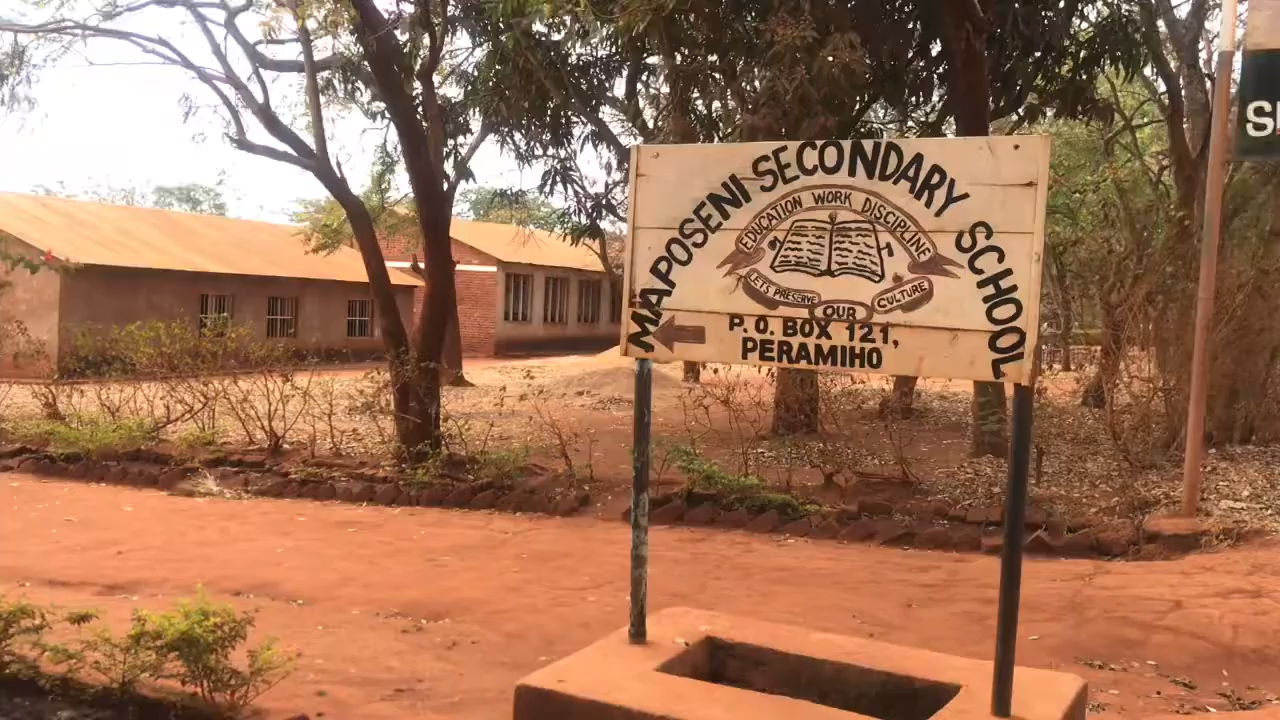 MAPOSENI SECONDARY SCHOOL
EDUCATION WORK DISCIPLINE
LETS PRESERVE OUR CULTURE
P. O. BOX 121,
PERAMIHO